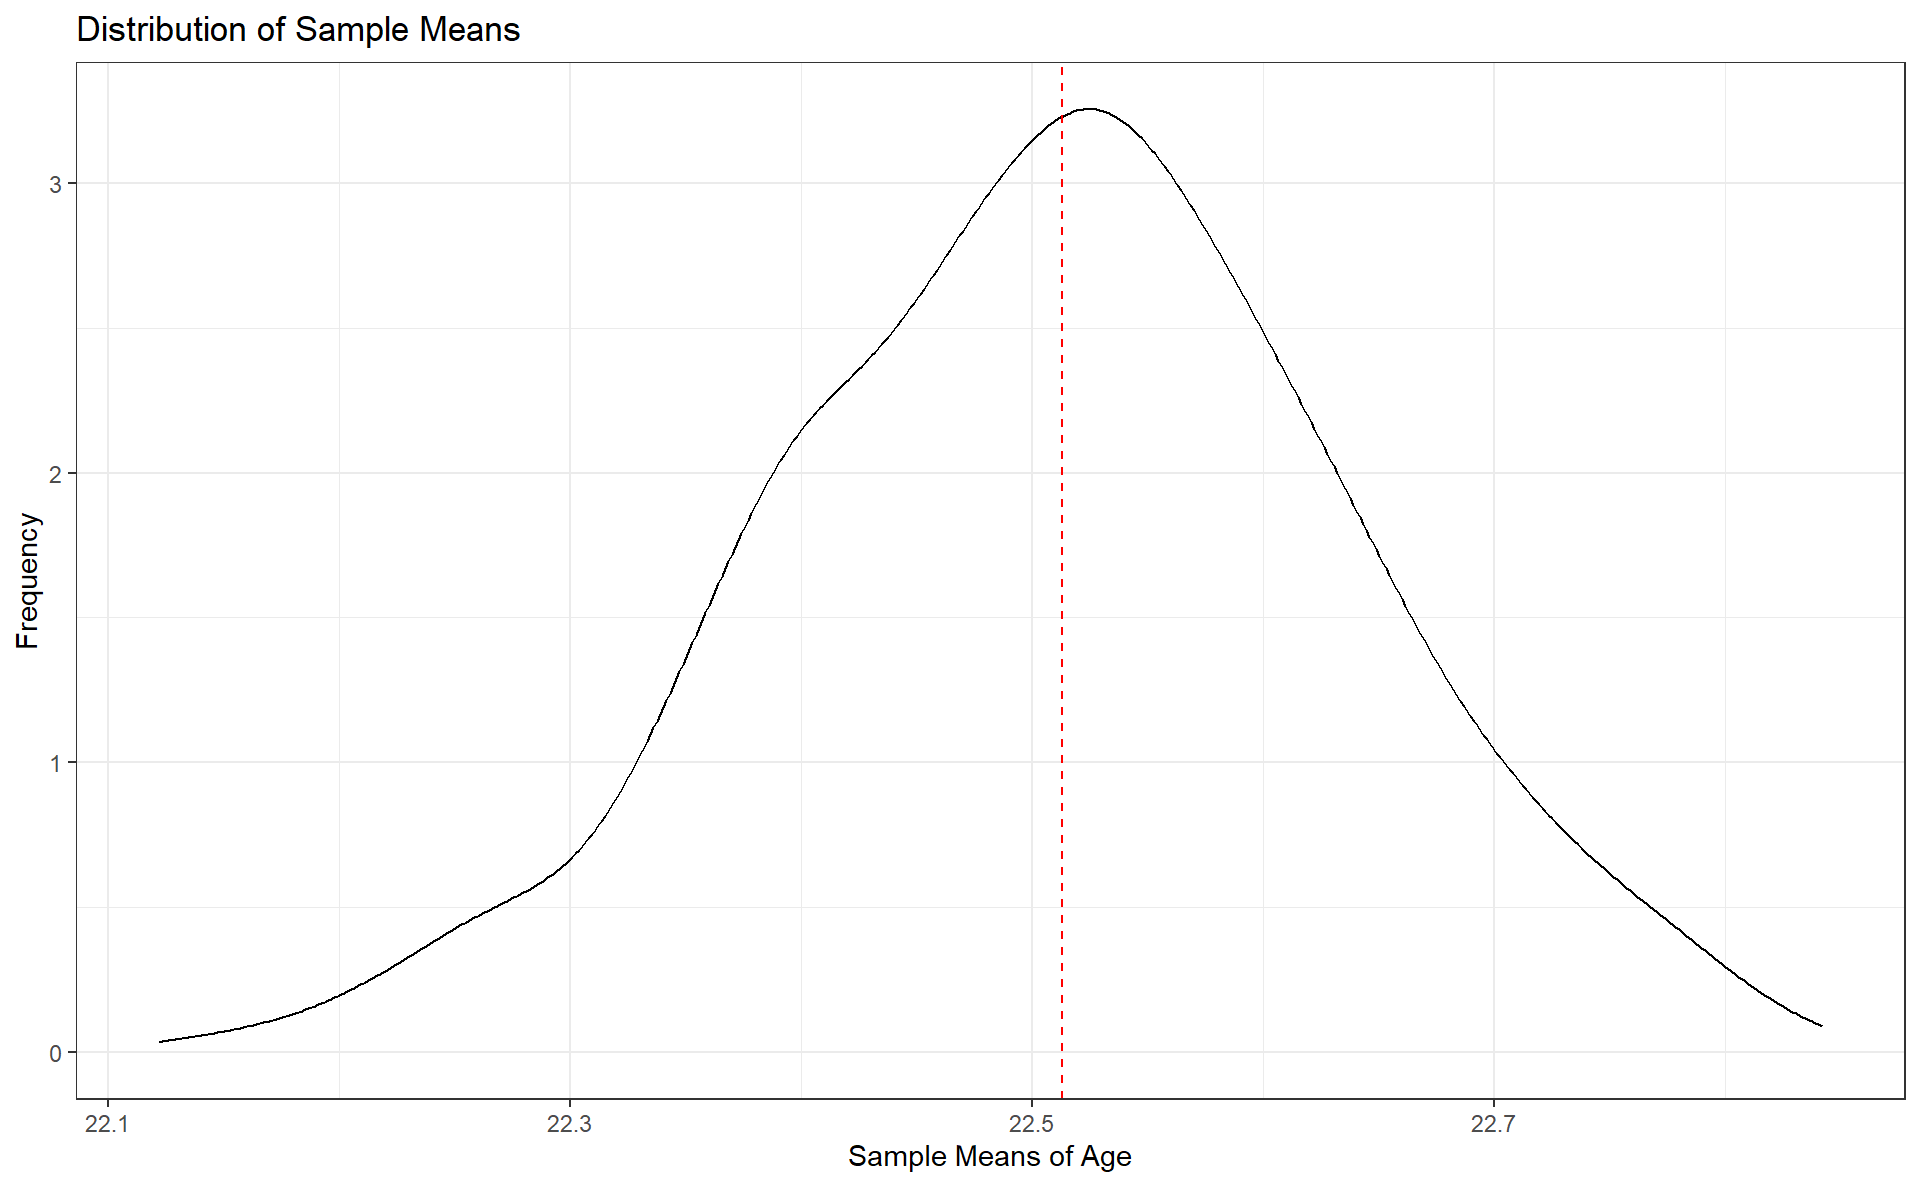 Distribution of Sample Means
Frequency
3
2
1
0
22.1 22.3 22.5 22.7
Sample Means of Age